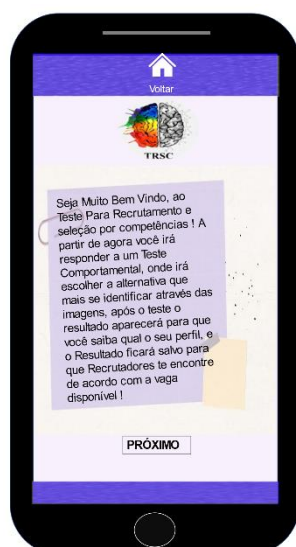 Voltar
TRSC
Seja Muito Bem Vindo, ao
Teste Para Recrutamento e
seleção por competências ! A
partir de agora você irá
responder a um Teste
Comportamental, onde irá
escolher a alternativa que
mais se identificar através das
imagens, após o teste o
resultado aparecerá para que
você saiba qual o seu perfil, e
o Resultado ficará salvo para
que Recrutadores te encontre
de acordo com a vaga
disponível !
PRÓXIMO